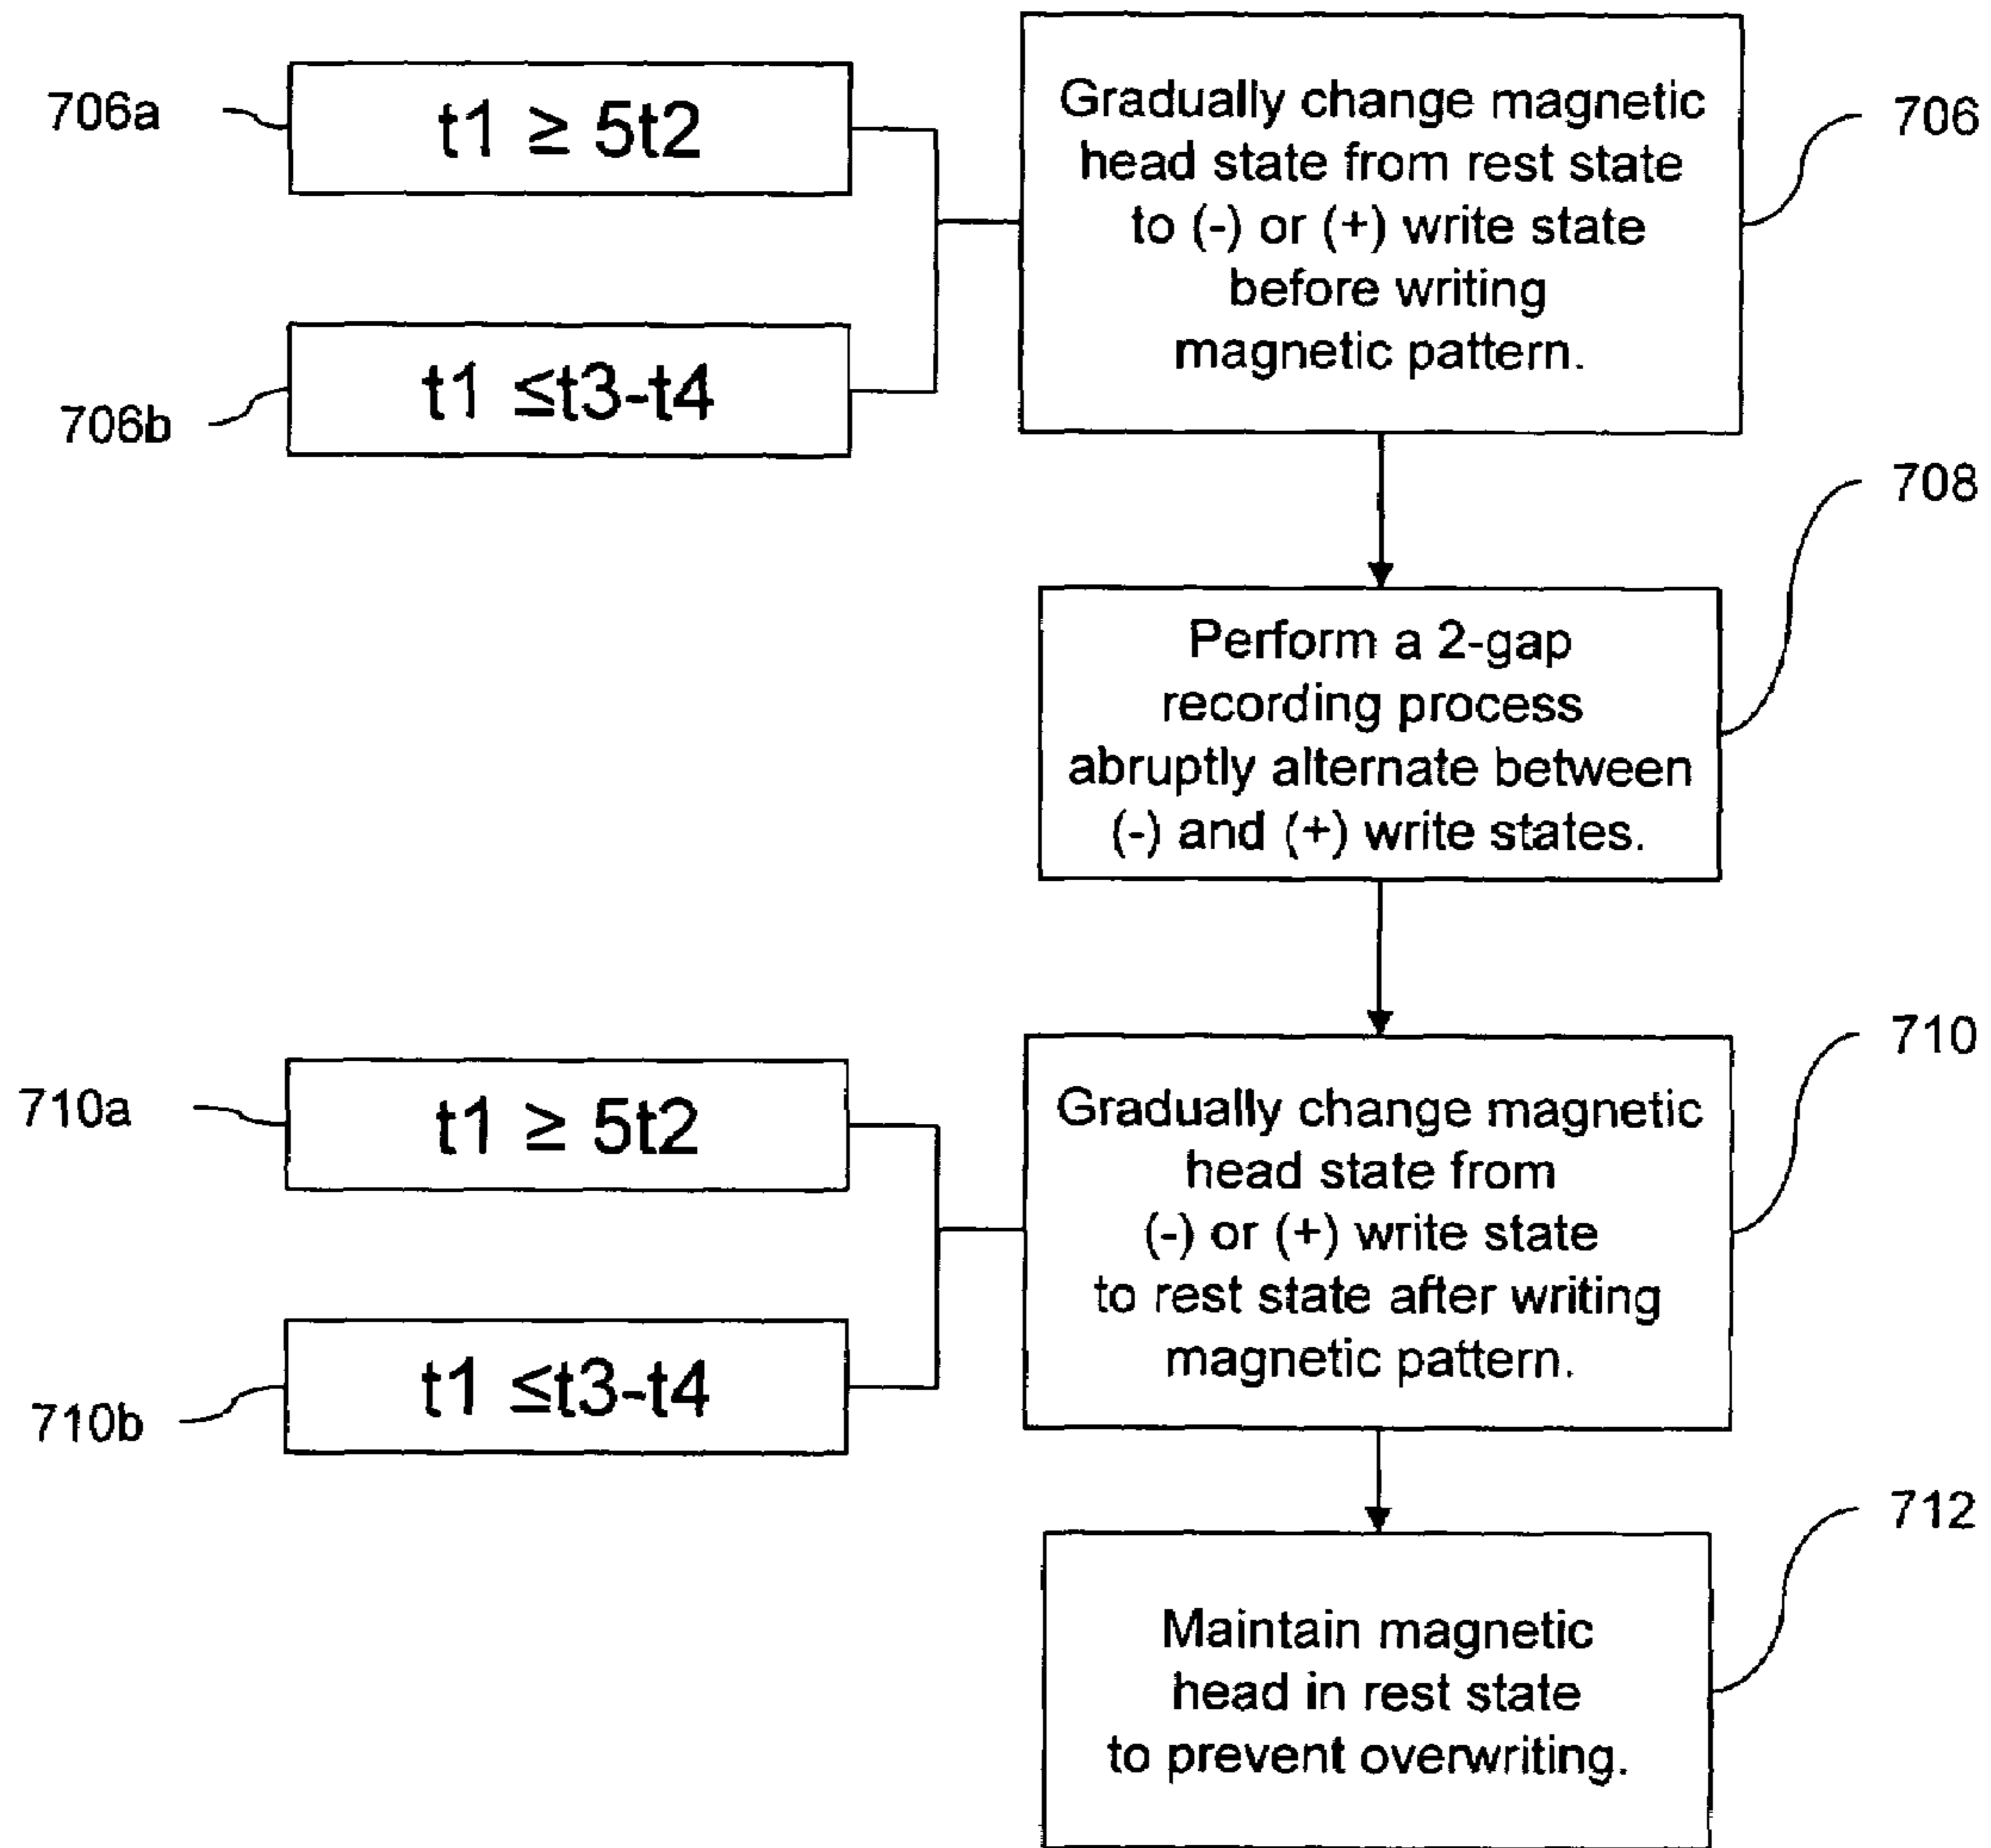 706a
t1 ≥ 5t2
706b
t1 ≤t3-t4
Gradually change magnetic
head state from rest state
to (-) or (+) write state
before writing
magnetic pattern.
706
708
Perform a 2-gap
recording process
abruptly alternate between
(-) and (+) write states.
710a
t1 ≥ 5t2
710b
t1 ≤t3-t4
Gradually change magnetic
head state from
(-) or (+) write state
to rest state after writing
magnetic pattern.
710
712
Maintain magnetic
head in rest state
to prevent overwriting.